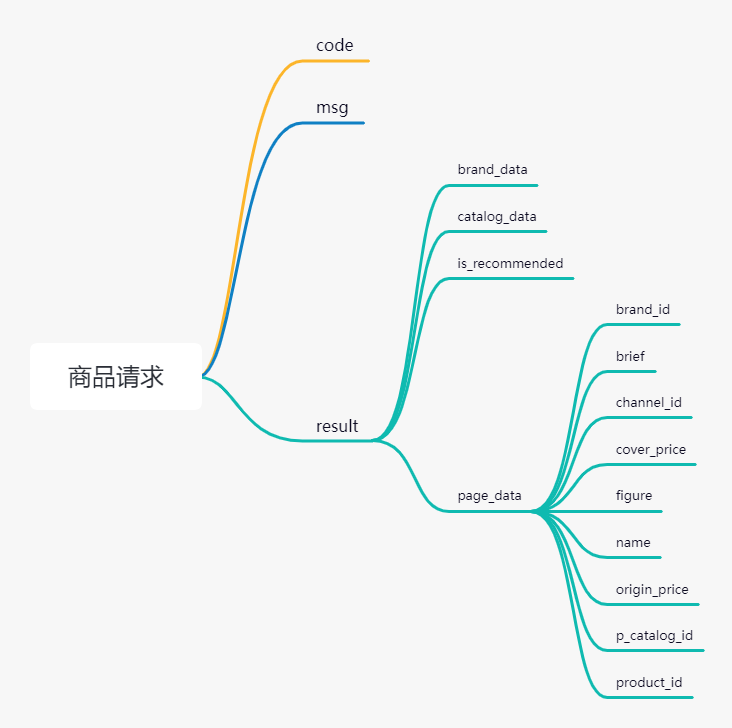 code
msg
brand_data
catalog_data
is_recommended
brand_id
brief
商品请求
channel_id
result
cover_price
page_data
figure
name
origin_price
p_catalog_id
product_id